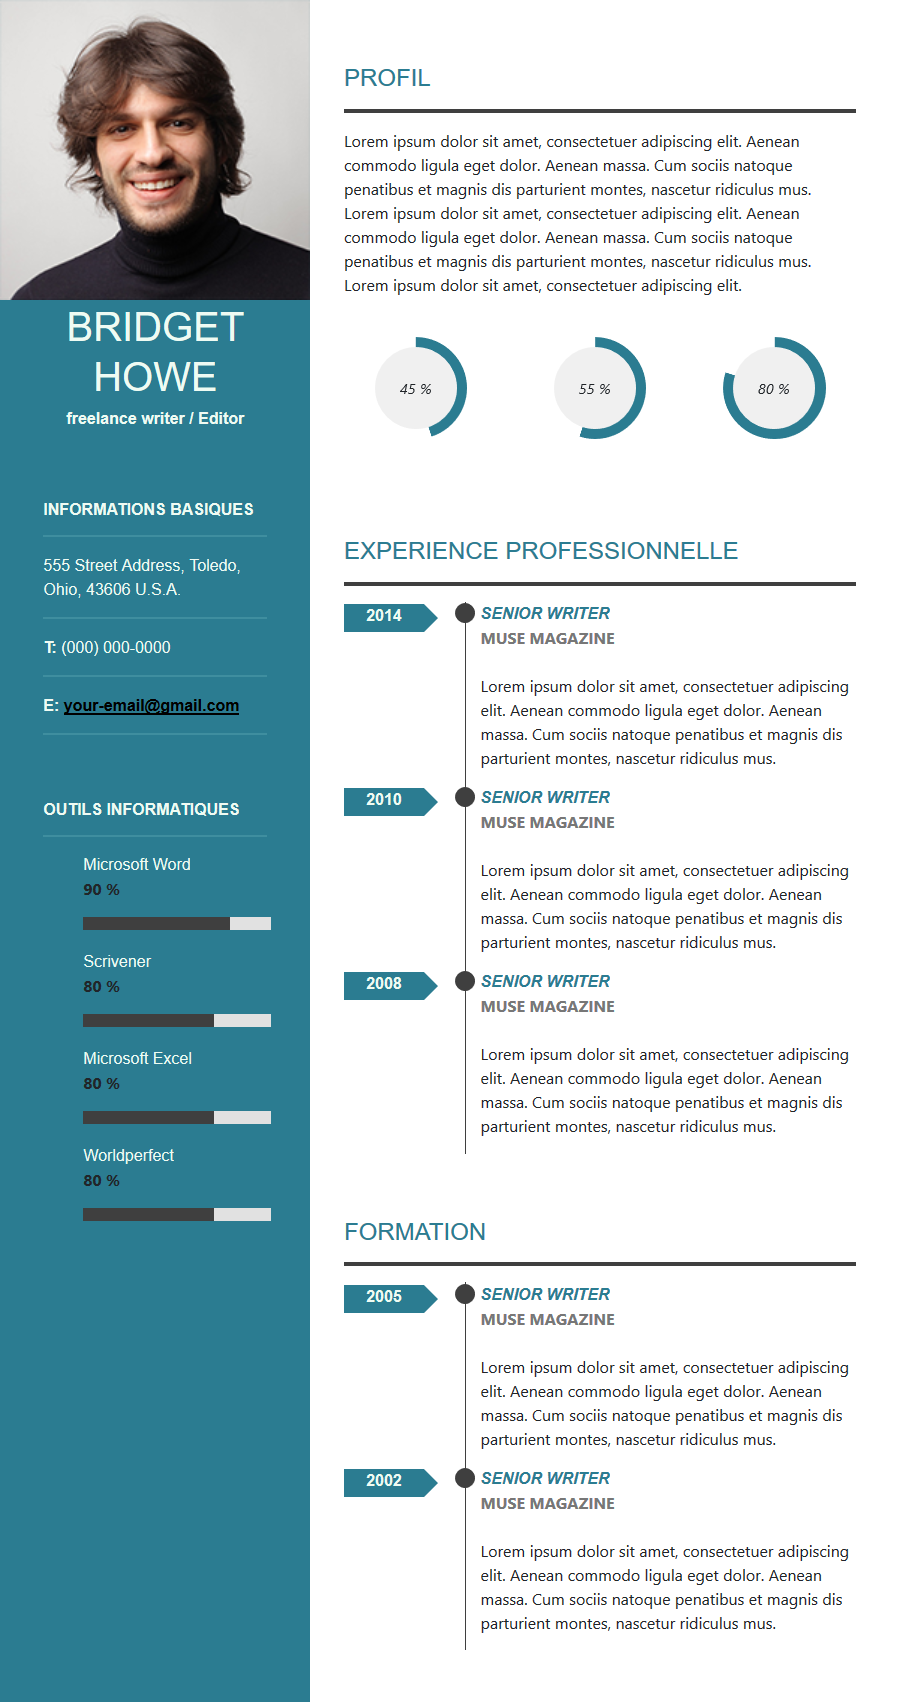 BRIDGET
HOWE
freelance writer / Editor
INFORMATIONS BASIQUES
555 Street Address, Toledo,
Ohio, 43606 U.S.A.
T: (000) 000-0000
E: your-email@gmail.com
OUTILS INFORMATIQUES
Microsoft Word
90 %
Scrivener
80 %
Microsoft Excel
80 %
Worldperfect
80 %
PROFIL
Lorem ipsum dolor sit amet, consectetuer adipiscing elit. Aenean
commodo ligula eget dolor. Aenean massa. Cum sociis natoque
penatibus et magnis dis parturient montes, nascetur ridiculus mus.
Lorem ipsum dolor sit amet, consectetuer adipiscing elit. Aenean
commodo ligula eget dolor. Aenean massa. Cum sociis natoque
penatibus et magnis dis parturient montes, nascetur ridiculus mus.
Lorem ipsum dolor sit amet, consectetuer adipiscing elit.
45 %
55 %
80 %
EXPERIENCE PROFESSIONNELLE
2014
SENIOR WRITER
MUSE MAGAZINE
Lorem ipsum dolor sit amet, consectetuer adipiscing
elit. Aenean commodo ligula eget dolor. Aenean
massa. Cum sociis natoque penatibus et magnis dis
parturient montes, nascetur ridiculus mus.
2010
SENIOR WRITER
MUSE MAGAZINE
Lorem ipsum dolor sit amet, consectetuer adipiscing
elit. Aenean commodo ligula eget dolor. Aenean
massa. Cum sociis natoque penatibus et magnis dis
parturient montes, nascetur ridiculus mus.
2008
SENIOR WRITER
MUSE MAGAZINE
Lorem ipsum dolor sit amet, consectetuer adipiscing
elit. Aenean commodo ligula eget dolor. Aenean
massa. Cum sociis natoque penatibus et magnis dis
parturient montes, nascetur ridiculus mus.
FORMATION
2005
SENIOR WRITER
MUSE MAGAZINE
Lorem ipsum dolor sit amet, consectetuer adipiscing
elit. Aenean commodo ligula eget dolor. Aenean
massa. Cum sociis natoque penatibus et magnis dis
parturient montes, nascetur ridiculus mus.
2002
SENIOR WRITER
MUSE MAGAZINE
Lorem ipsum dolor sit amet, consectetuer adipiscing
elit. Aenean commodo ligula eget dolor. Aenean
massa. Cum sociis natoque penatibus et magnis dis
parturient montes, nascetur ridiculus mus.